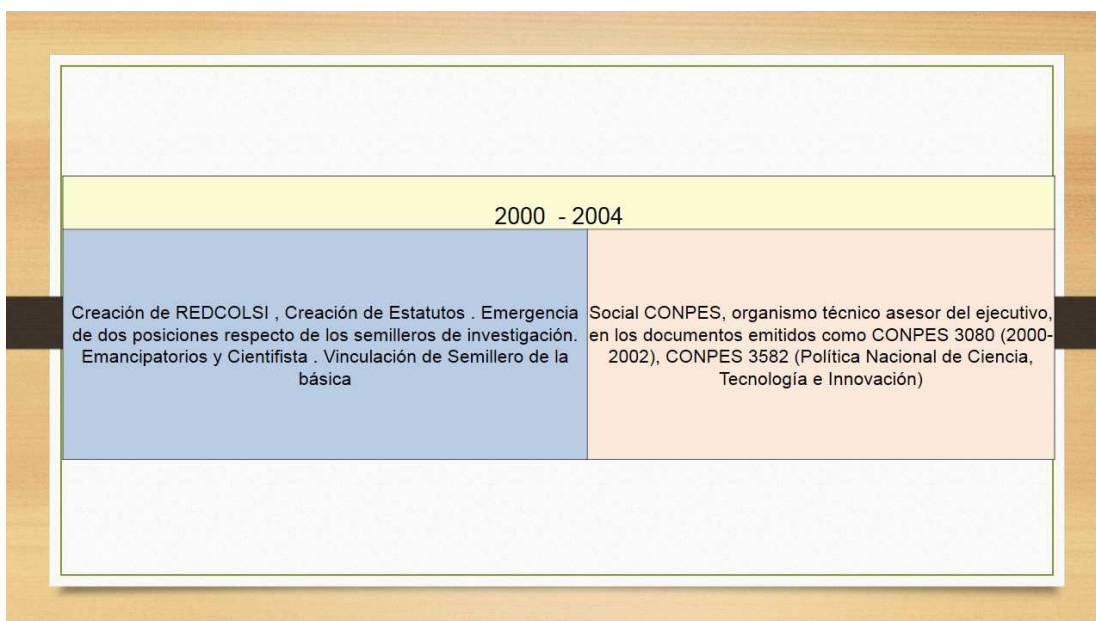 2000 - 2004
Creación de REDCOLSI , Creación de Estatutos . Emergencia
de dos posiciones respecto de los semilleros de investigación.
Emancipatorios y Cientifista . Vinculación de Semillero de la
básica
Social CONPES, organismo técnico asesor del ejecutivo,
en los documentos emitidos como CONPES 3080 (2000-
2002), CONPES 3582 (Política Nacional de Ciencia,
Tecnología e Innovación)